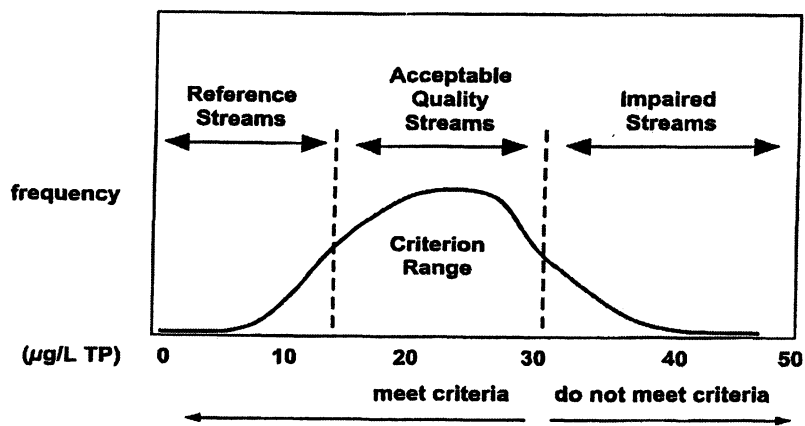 Reference
Streams
Acceptable
Quality
Streams
Impaired
Streams
frequency
Criterion
Range
(µg/L TP) 0 10 20 30 40 50
meet criteria do not meet criteria